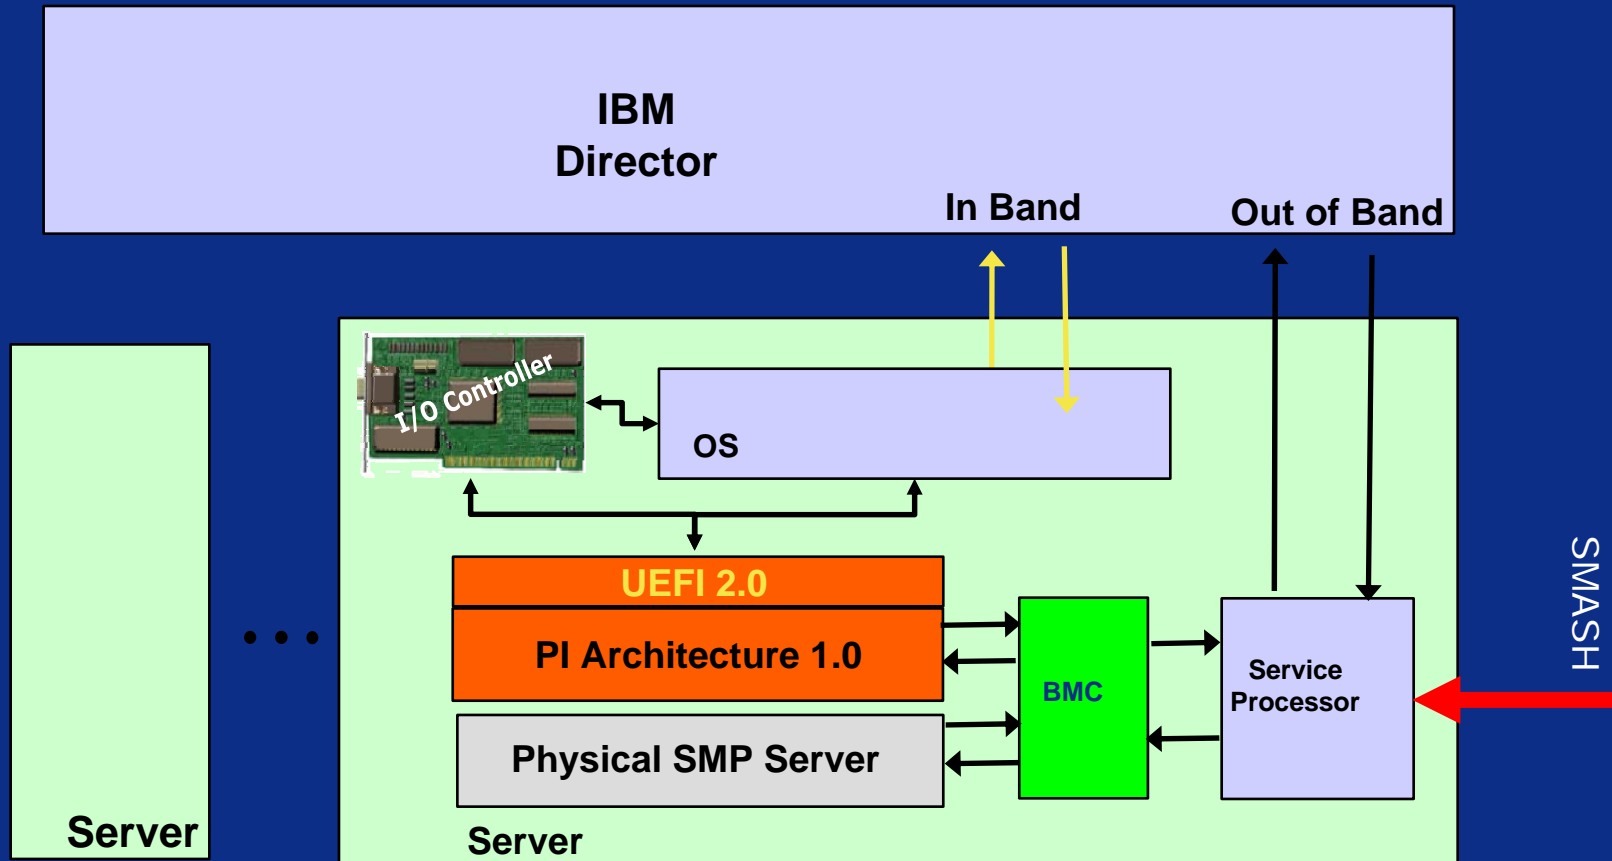 IBM
Director
In Band
Out of Band
I/O Controller
OS
UEFI 2.0
PI Architecture 1.0
BMC
Service
Processor
Physical SMP Server
SMASH
Server
Server